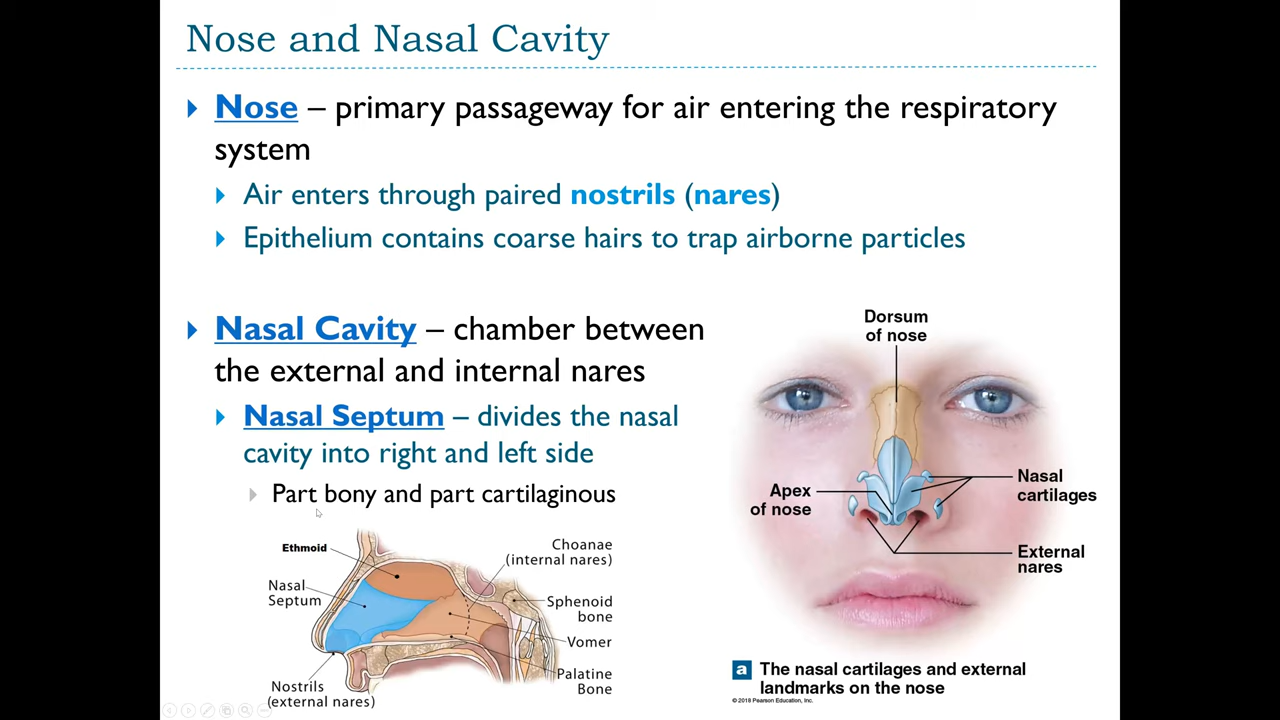 Nose and Nasal Cavity
Nose – primary passageway for air entering the respiratory
system
Air enters through paired nostrils (nares)
Epithelium contains coarse hairs to trap airborne particles
Nasal Cavity – chamber between
the external and internal nares
Nasal Septum – divides the nasal
cavity into right and left side
Part bony and part cartilaginous
Ethmoid
Nasal
Septum
Nostrils
(external nares)
Choanae
(internal nares)
Sphenoid
bone
Vomer
Palatine
Bone
Dorsum
of nose
Apex
of nose
Nasal
cartilages
External
nares
a The nasal cartilages and external
landmarks on the nose
© 2018 Pearson Education, Inc.